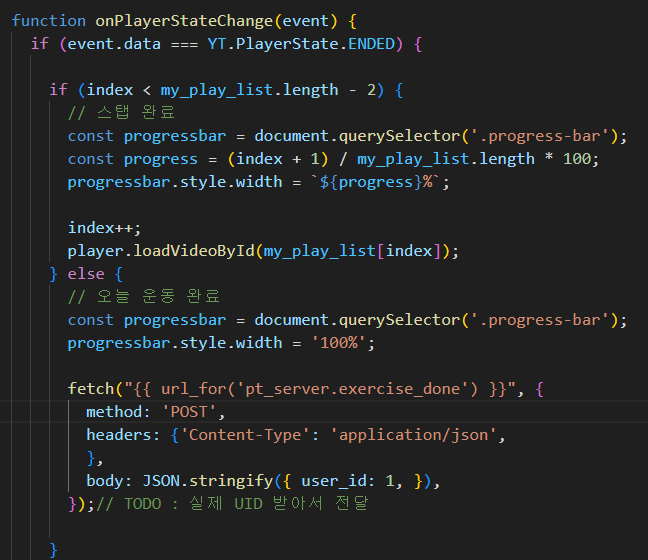 function onPlayerStateChange(event) {
if (event.data === YT.PlayerState.ENDED) {
if (index < my_play_list.length - 2) {
// 스탭 완료
const progressbar = document.querySelector('.progress-bar');
const progress = (index + 1) / my_play_list.length * 100;
progressbar.style.width = `${progress}%`;
index++;
player.loadVideoById(my_play_list[index]);
} else {
// 오늘 운동 완료
const progressbar = document.querySelector('.progress-bar');
progressbar.style.width = '100%';
fetch("{{ url_for('pt_server.exercise_done') }}", {
method: 'POST',
headers: {'Content-Type': 'application/json',
},
body: JSON.stringify({ user_id: 1, }),
});// TODO : 실제 UID 받아서 전달
}